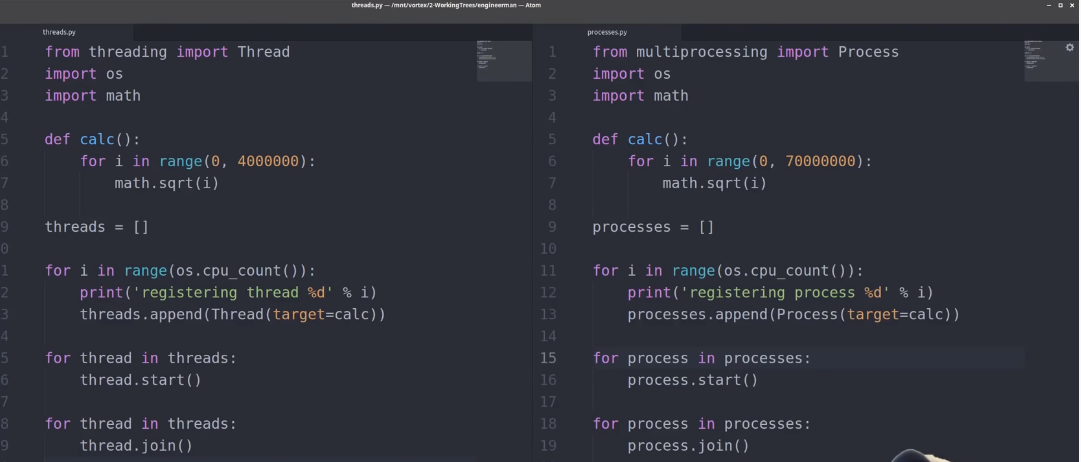 threads.py — /mnt/vortex/2-WorkingTrees/engineerman — Atom
threads.py
1 from threading import Thread
2 import os
3 import math
4
5 def calc():
6 for i in range(0, 4000000):
7 math.sqrt(i)
8
9 threads = []
0
1 for i in range(os.cpu_count()):
2 print('registering thread %d' % i)
3 threads.append(Thread(target=calc))
4
5 for thread in threads:
6 thread.start()
7
8 for thread in threads:
9 thread.join()
processes.py
1 from multiprocessing import Process
2 import os
3 import math
4
5 def calc():
6 for i in range(0, 70000000):
7 math.sqrt(i)
8
9 processes = []
10
11 for i in range(os.cpu_count()):
12 print('registering process %d' % i)
13 processes.append(Process(target=calc))
14
15 for process in processes:
16 process.start()
17
18 for process in processes:
19 process.join()